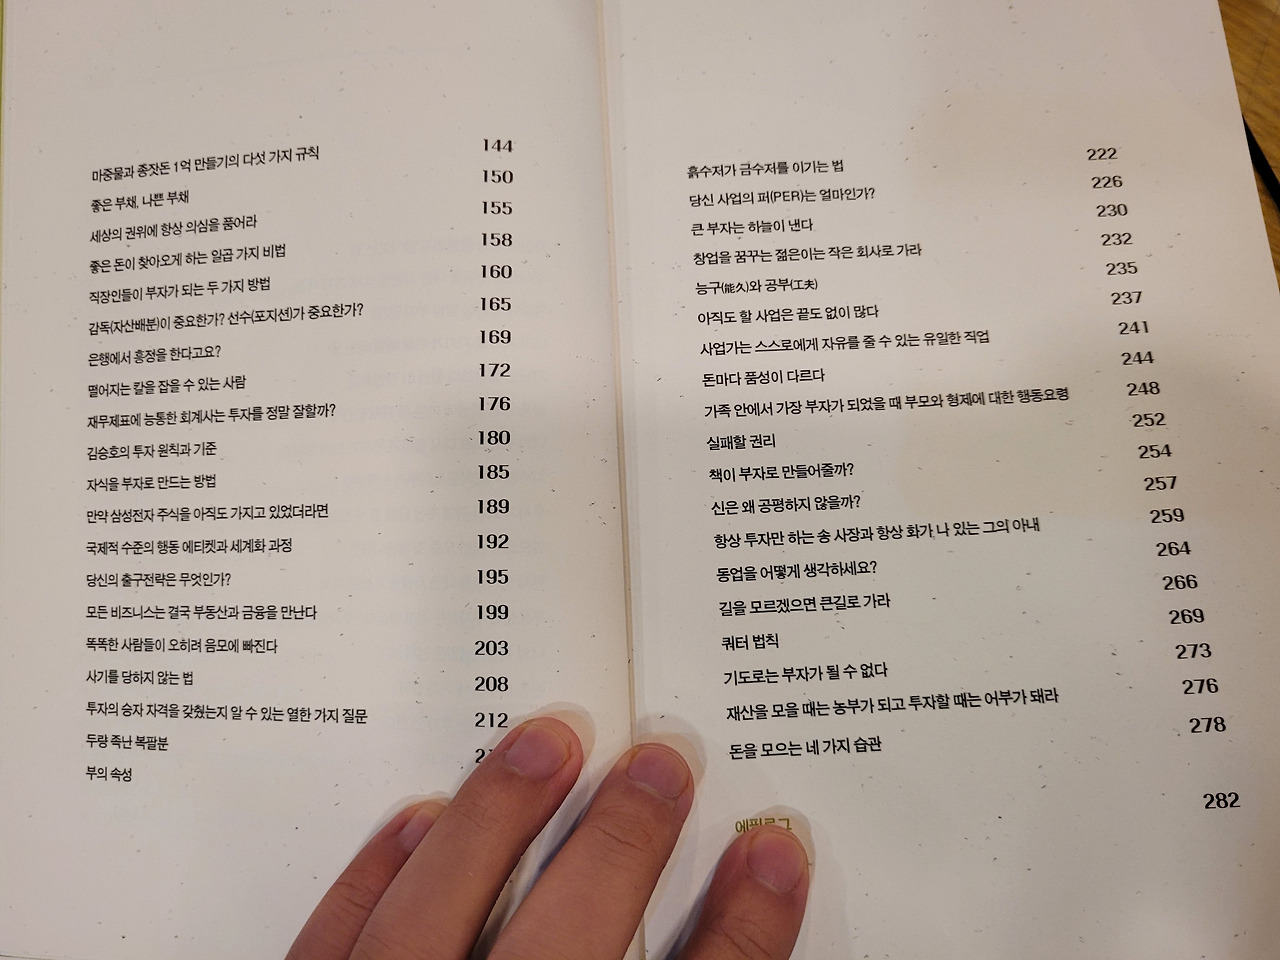 마중물과 종잣돈 1억 만들기의 다섯 가지 규칙 144
좋은 부채, 나쁜 부채 150
세상의 권위에 항상 의심을 품어라 155
좋은 돈이 찾아오게 하는 일곱 가지 비법 158
직장인들이 부자가 되는 두 가지 방법 160
감독(자산배분)이 중요한가? 선수(포지션)가 중요한가? 165
은행에서 흥정을 한다고요? 169
떨어지는 칼을 잡을 수 있는 사람 172
재무제표에 능통한 회계사는 투자를 정말 잘할까? 176
김승호의 투자 원칙과 기준 180
자식을 부자로 만드는 방법 185
만약 삼성전자 주식을 아직도 가지고 있었더라면 189
국제적 수준의 행동 에티켓과 세계화 과정 192
당신의 출구전략은 무엇인가? 195
모든 비즈니스는 결국 부동산과 금융을 만난다 199
똑똑한 사람들이 오히려 음모에 빠진다 203
사기를 당하지 않는 법 208
투자의 승자 자격을 갖췄는지 알 수 있는 열한 가지 질문 212
두량 족난 복팔분
부의 속성
흙수저가 금수저를 이기는 법 222
당신 사업의 퍼(PER)는 얼마인가? 226
큰 부자는 하늘이 낸다 230
창업을 꿈꾸는 젊은이는 작은 회사로 가라 232
능구(能久)와 공부(工夫) 235
아직도 할 사업은 끝도 없이 많다 237
사업가는 스스로에게 자유를 줄 수 있는 유일한 직업 241
돈마다 품성이 다르다 244
가족 안에서 가장 부자가 되었을 때 부모와 형제에 대한 행동요령 248
실패할 권리 252
책이 부자로 만들어줄까? 254
신은 왜 공평하지 않을까? 257
항상 투자만 하는 송 사장과 항상 화가 나 있는 그의 아내 259
동업을 어떻게 생각하세요? 264
길을 모르겠으면 큰길로 가라 266
쿼터 법칙 269
기도로는 부자가 될 수 없다 273
재산을 모을 때는 농부가 되고 투자할 때는 어부가 돼라 276
돈을 모으는 네 가지 습관 278
에필로그 282